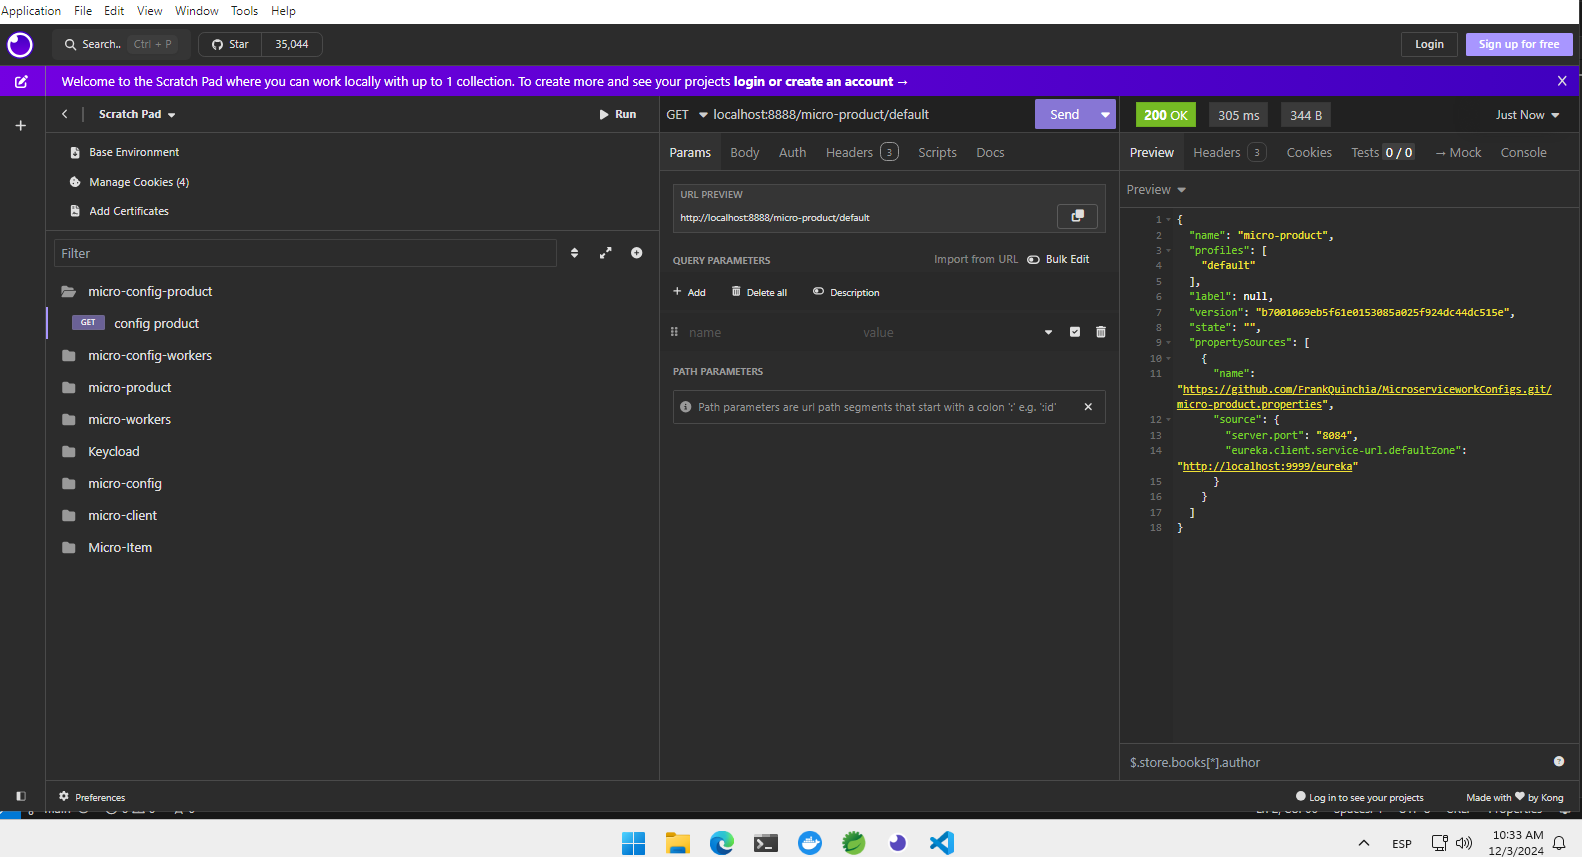 Application File Edit View Window Tools Help
Search.. Ctrl + P Star 35,044 Login Sign up for free
Welcome to the Scratch Pad where you can work locally with up to 1 collection. To create more and see your projects login or create an account →
Scratch Pad Run
Base Environment
Manage Cookies (4)
Add Certificates
Filter
micro-config-product
GET config product
micro-config-workers
micro-product
micro-workers
Keycload
micro-config
micro-client
Micro-Item
Preferences
GET localhost:8888/micro-product/default Send
Params Body Auth Headers 3 Scripts Docs
URL PREVIEW
http://localhost:8888/micro-product/default
QUERY PARAMETERS Import from URL Bulk Edit
+ Add Delete all Description
name value
PATH PARAMETERS
Path parameters are url path segments that start with a colon ':' e.g. ':id'
200 OK 305 ms 344 B Just Now
Preview Headers 3 Cookies Tests 0 / 0 → Mock Console
Preview
1 {
2 "name": "micro-product",
3 "profiles": [
4 "default"
5 ],
6 "label": null,
7 "version": "b7001069eb5f61e0153085a025f924dc44dc515e",
8 "state": "",
9 "propertySources": [
10 {
11 "name":
"https://github.com/FrankQuinchia/MicroserviceworkConfigs.git/
micro-product.properties",
12 "source": {
13 "server.port": "8084",
14 "eureka.client.service-url.defaultZone":
"http://localhost:9999/eureka"
15 }
16 }
17 ]
18 }
$.store.books[*].author
Log in to see your projects Made with ♥ by Kong
ESP 10:33 AM
12/3/2024